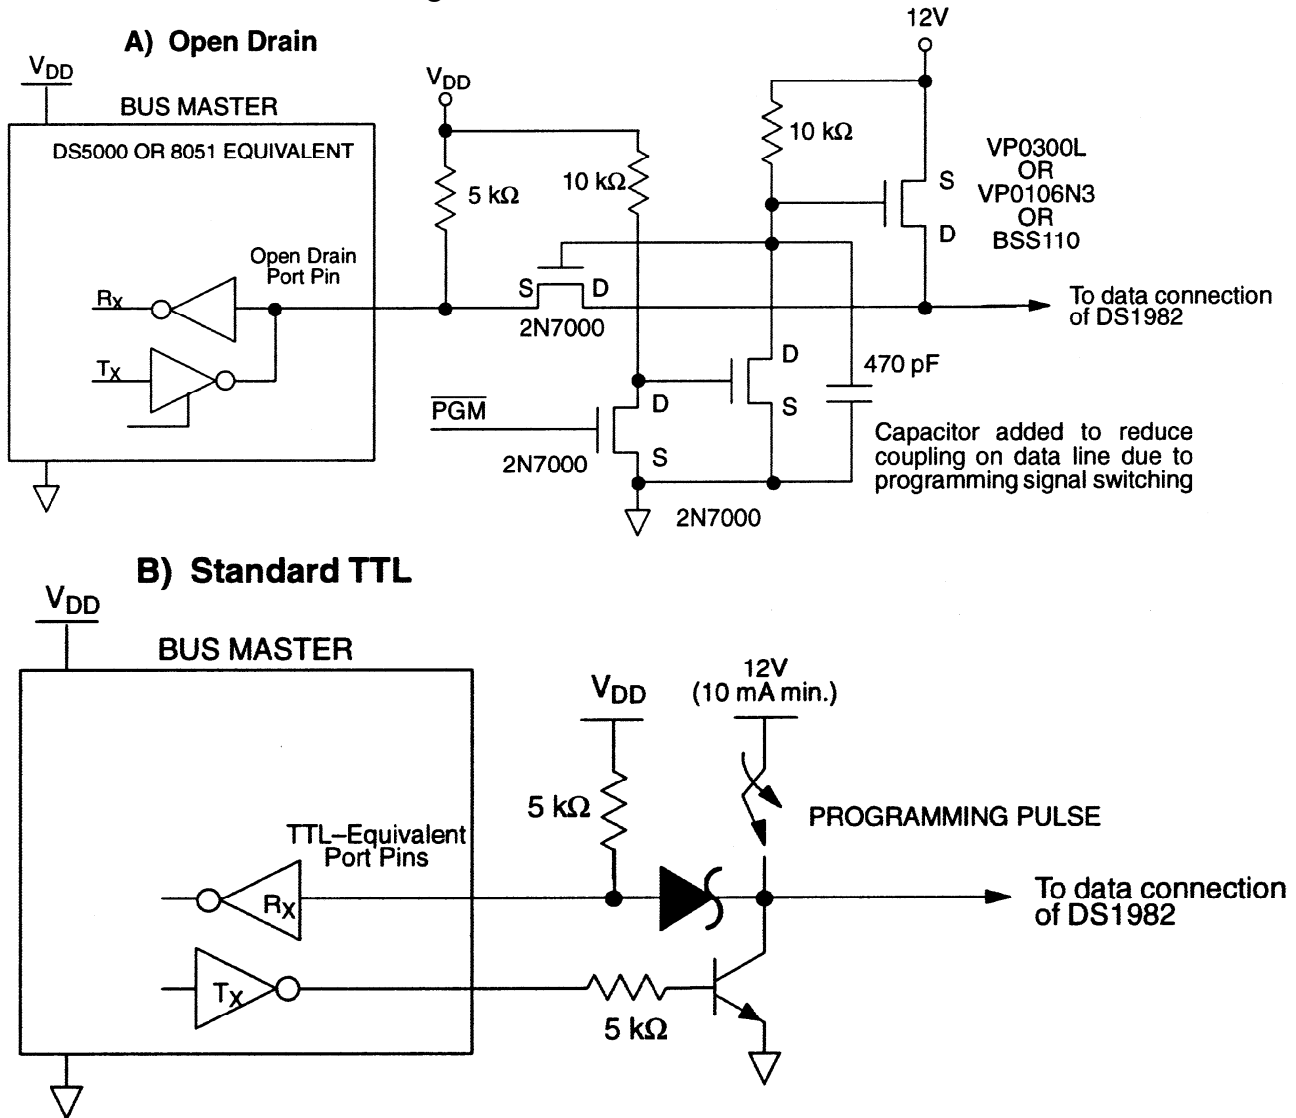 A) Open Drain
12V
VDD
VDD
BUS MASTER
DS5000 OR 8051 EQUIVALENT
5 kΩ
10 kΩ
10 kΩ
VP0300L
OR
VP0106N3
OR
BSS110
S
D
Open Drain
Port Pin
RX
TX
S
D
2N7000
To data connection
of DS1982
470 pF
D
S
PGM
D
S
2N7000
2N7000
Capacitor added to reduce
coupling on data line due to
programming signal switching
B) Standard TTL
VDD
BUS MASTER
VDD
12V
(10 mA min.)
5 kΩ
PROGRAMMING PULSE
TTL–Equivalent
Port Pins
RX
TX
5 kΩ
To data connection
of DS1982